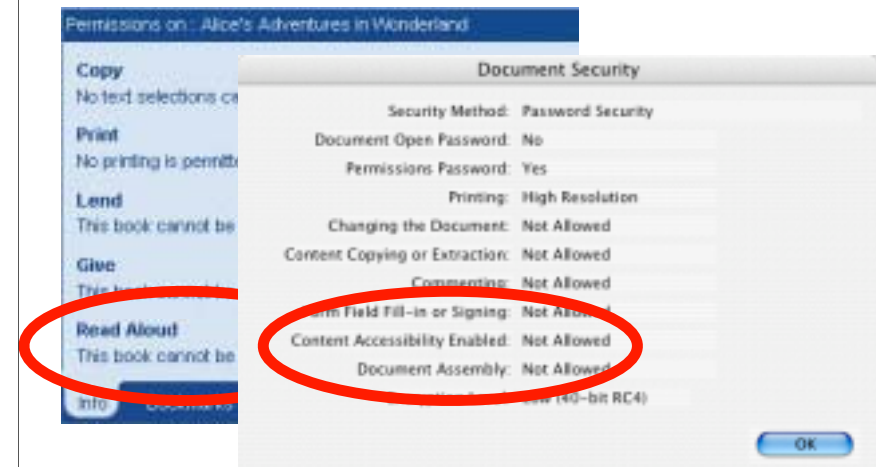 Permissions on : Alice's Adventures in Wonderland
Copy
No text selections
Print
No printing is
Lend
This book cannot be
Give
This
Read Aloud
This book cannot be
Info
Document Security
Security Method: Password Security
Document Open Password: No
Permissions Password: Yes
Printing: High Resolution
Changing the Document: Not Allowed
Content Copying or Extraction: Not Allowed
Commenting: Not Allowed
Field Fill-in or Signing: Not Allowed
Content Accessibility Enabled: Not Allowed
Document Assembly: Not Allowed
(40-bit RC4)
OK